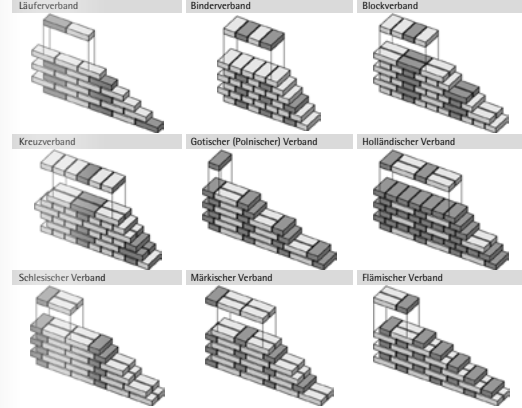 Läuferverband
Binderverband
Blockverband
Kreuzverband
Gotischer (Polnischer) Verband
Holländischer Verband
Schlesischer Verband
Märkischer Verband
Flämischer Verband